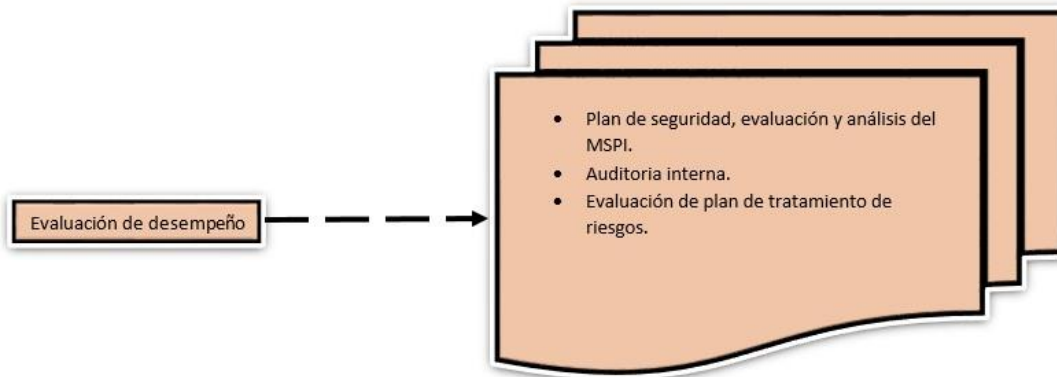 Evaluación de desempeño
• Plan de seguridad, evaluación y análisis del
MSPI.
• Auditoria interna.
• Evaluación de plan de tratamiento de
riesgos.